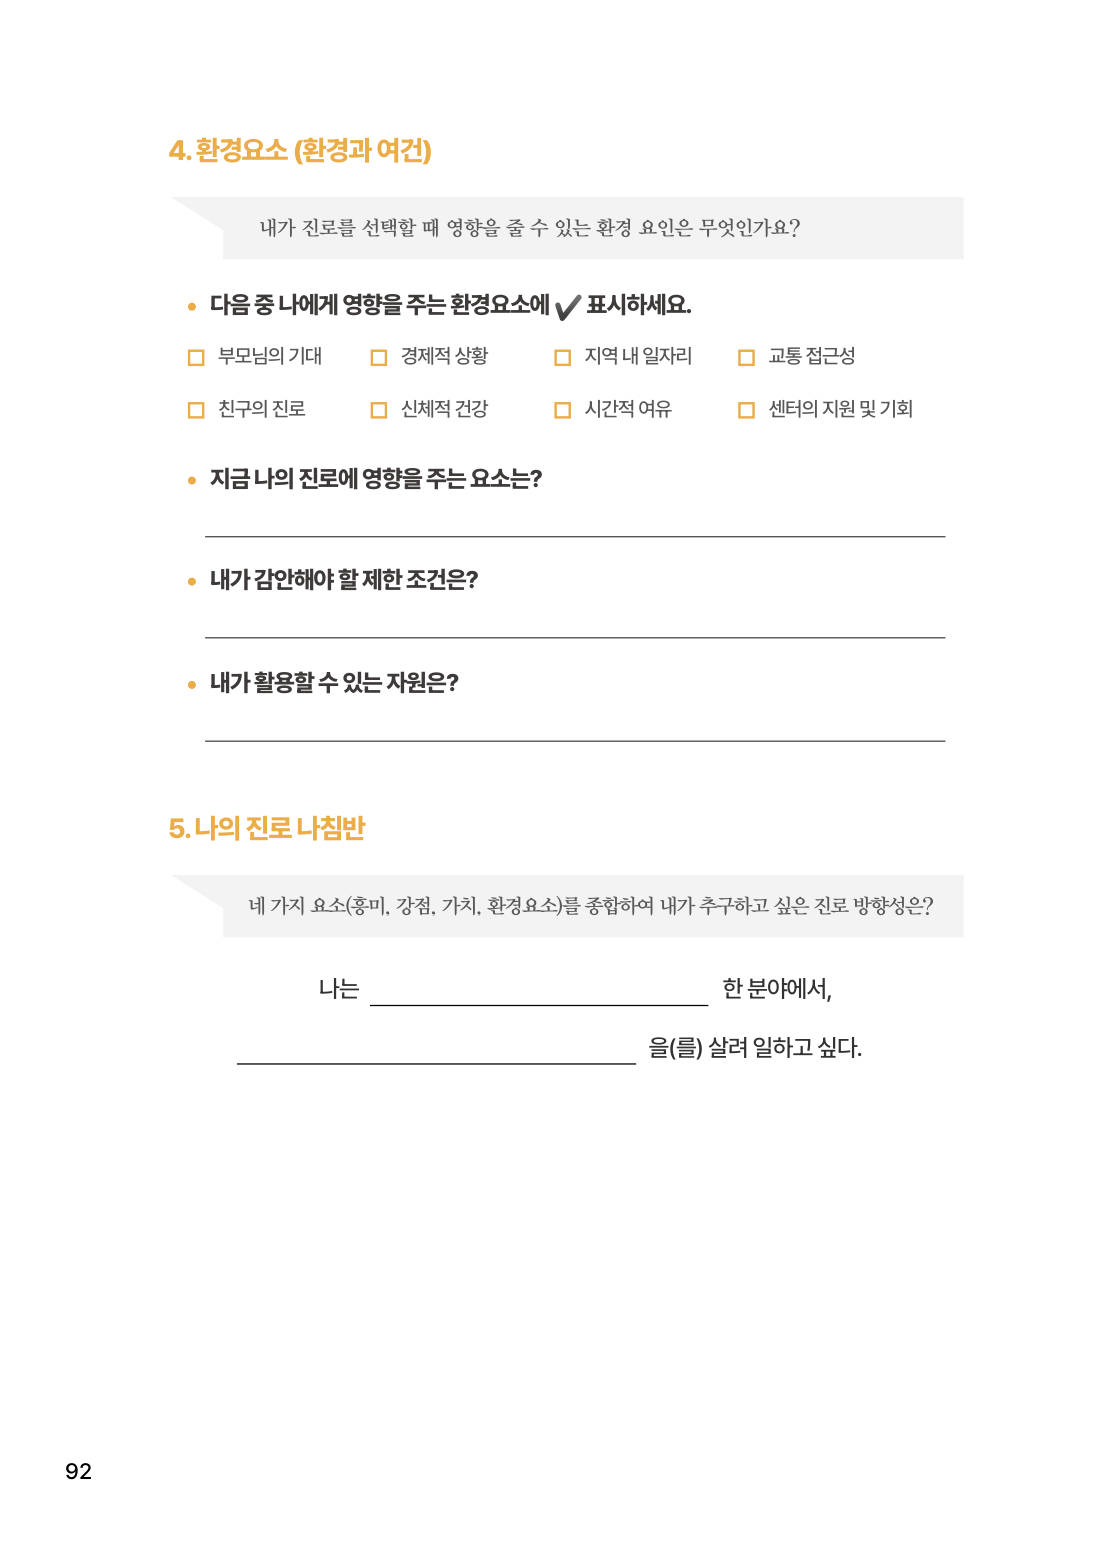 4. 환경요소 (환경과 여건)
내가 진로를 선택할 때 영향을 줄 수 있는 환경 요인은 무엇인가요?
• 다음 중 나에게 영향을 주는 환경요소에 ✔ 표시하세요.
□ 부모님의 기대 □ 경제적 상황 □ 지역 내 일자리 □ 교통 접근성
□ 친구의 진로 □ 신체적 건강 □ 시간적 여유 □ 센터의 지원 및 기회
• 지금 나의 진로에 영향을 주는 요소는?
• 내가 감안해야 할 제한 조건은?
• 내가 활용할 수 있는 자원은?
5. 나의 진로 나침반
네 가지 요소(흥미, 강점, 가치, 환경요소)를 종합하여 내가 추구하고 싶은 진로 방향성은?
나는 ____ 한 분야에서,
____ 을(를) 살려 일하고 싶다.
92